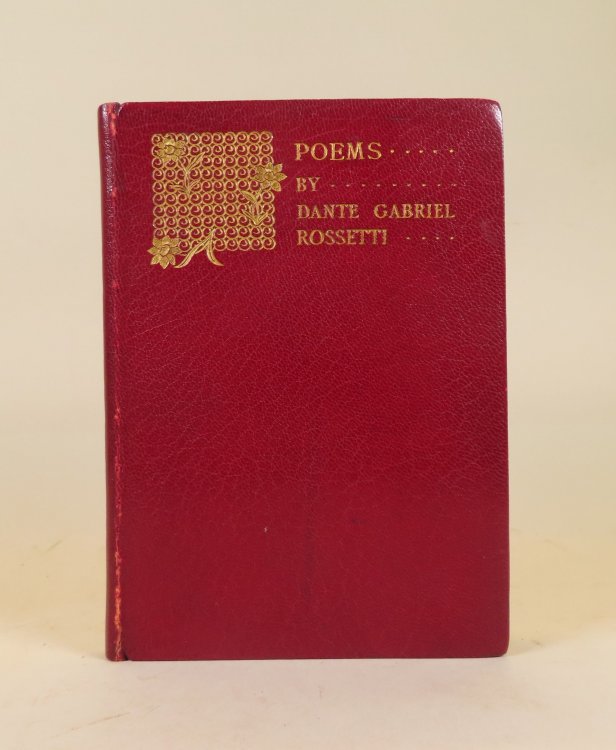 POEMS . . . . .
BY . . . . . . . . .
DANTE GABRIEL
ROSSETTI . . . .